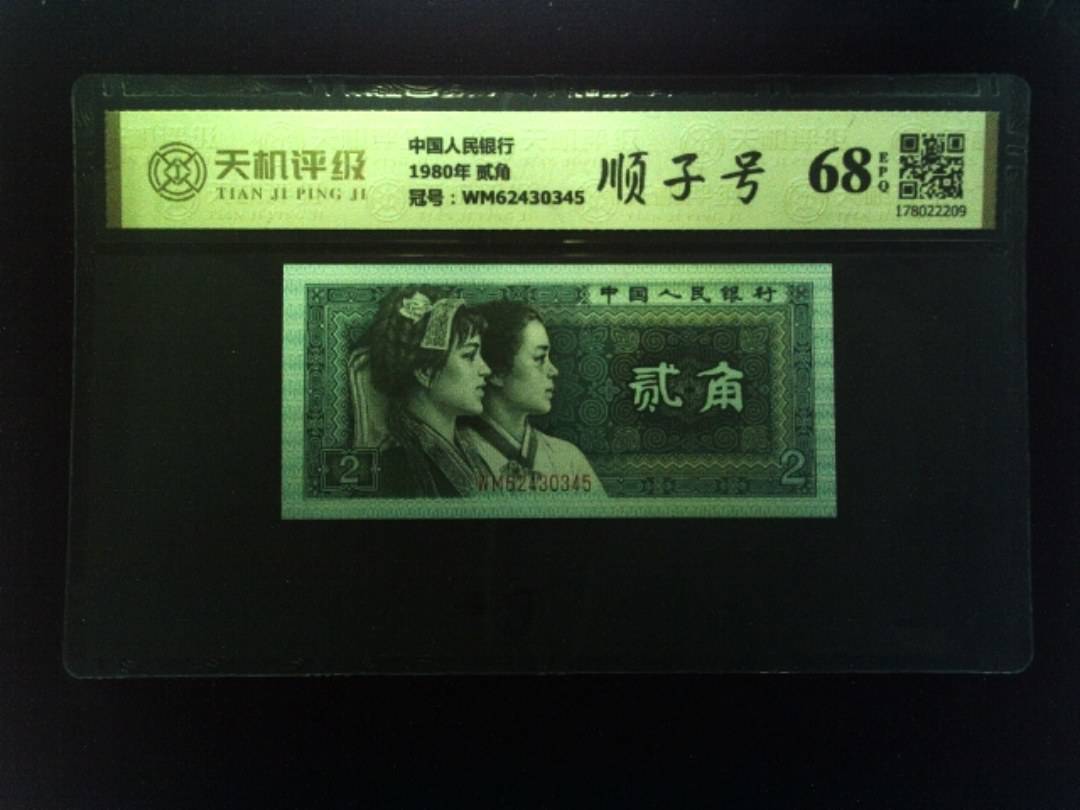 天机评级
TIAN JI PING JI
中国人民银行
1980年 贰角
冠号：WM62430345
顺子号
68
EPQ
178022209
中国人民银行
贰角
2
WM62430345
2